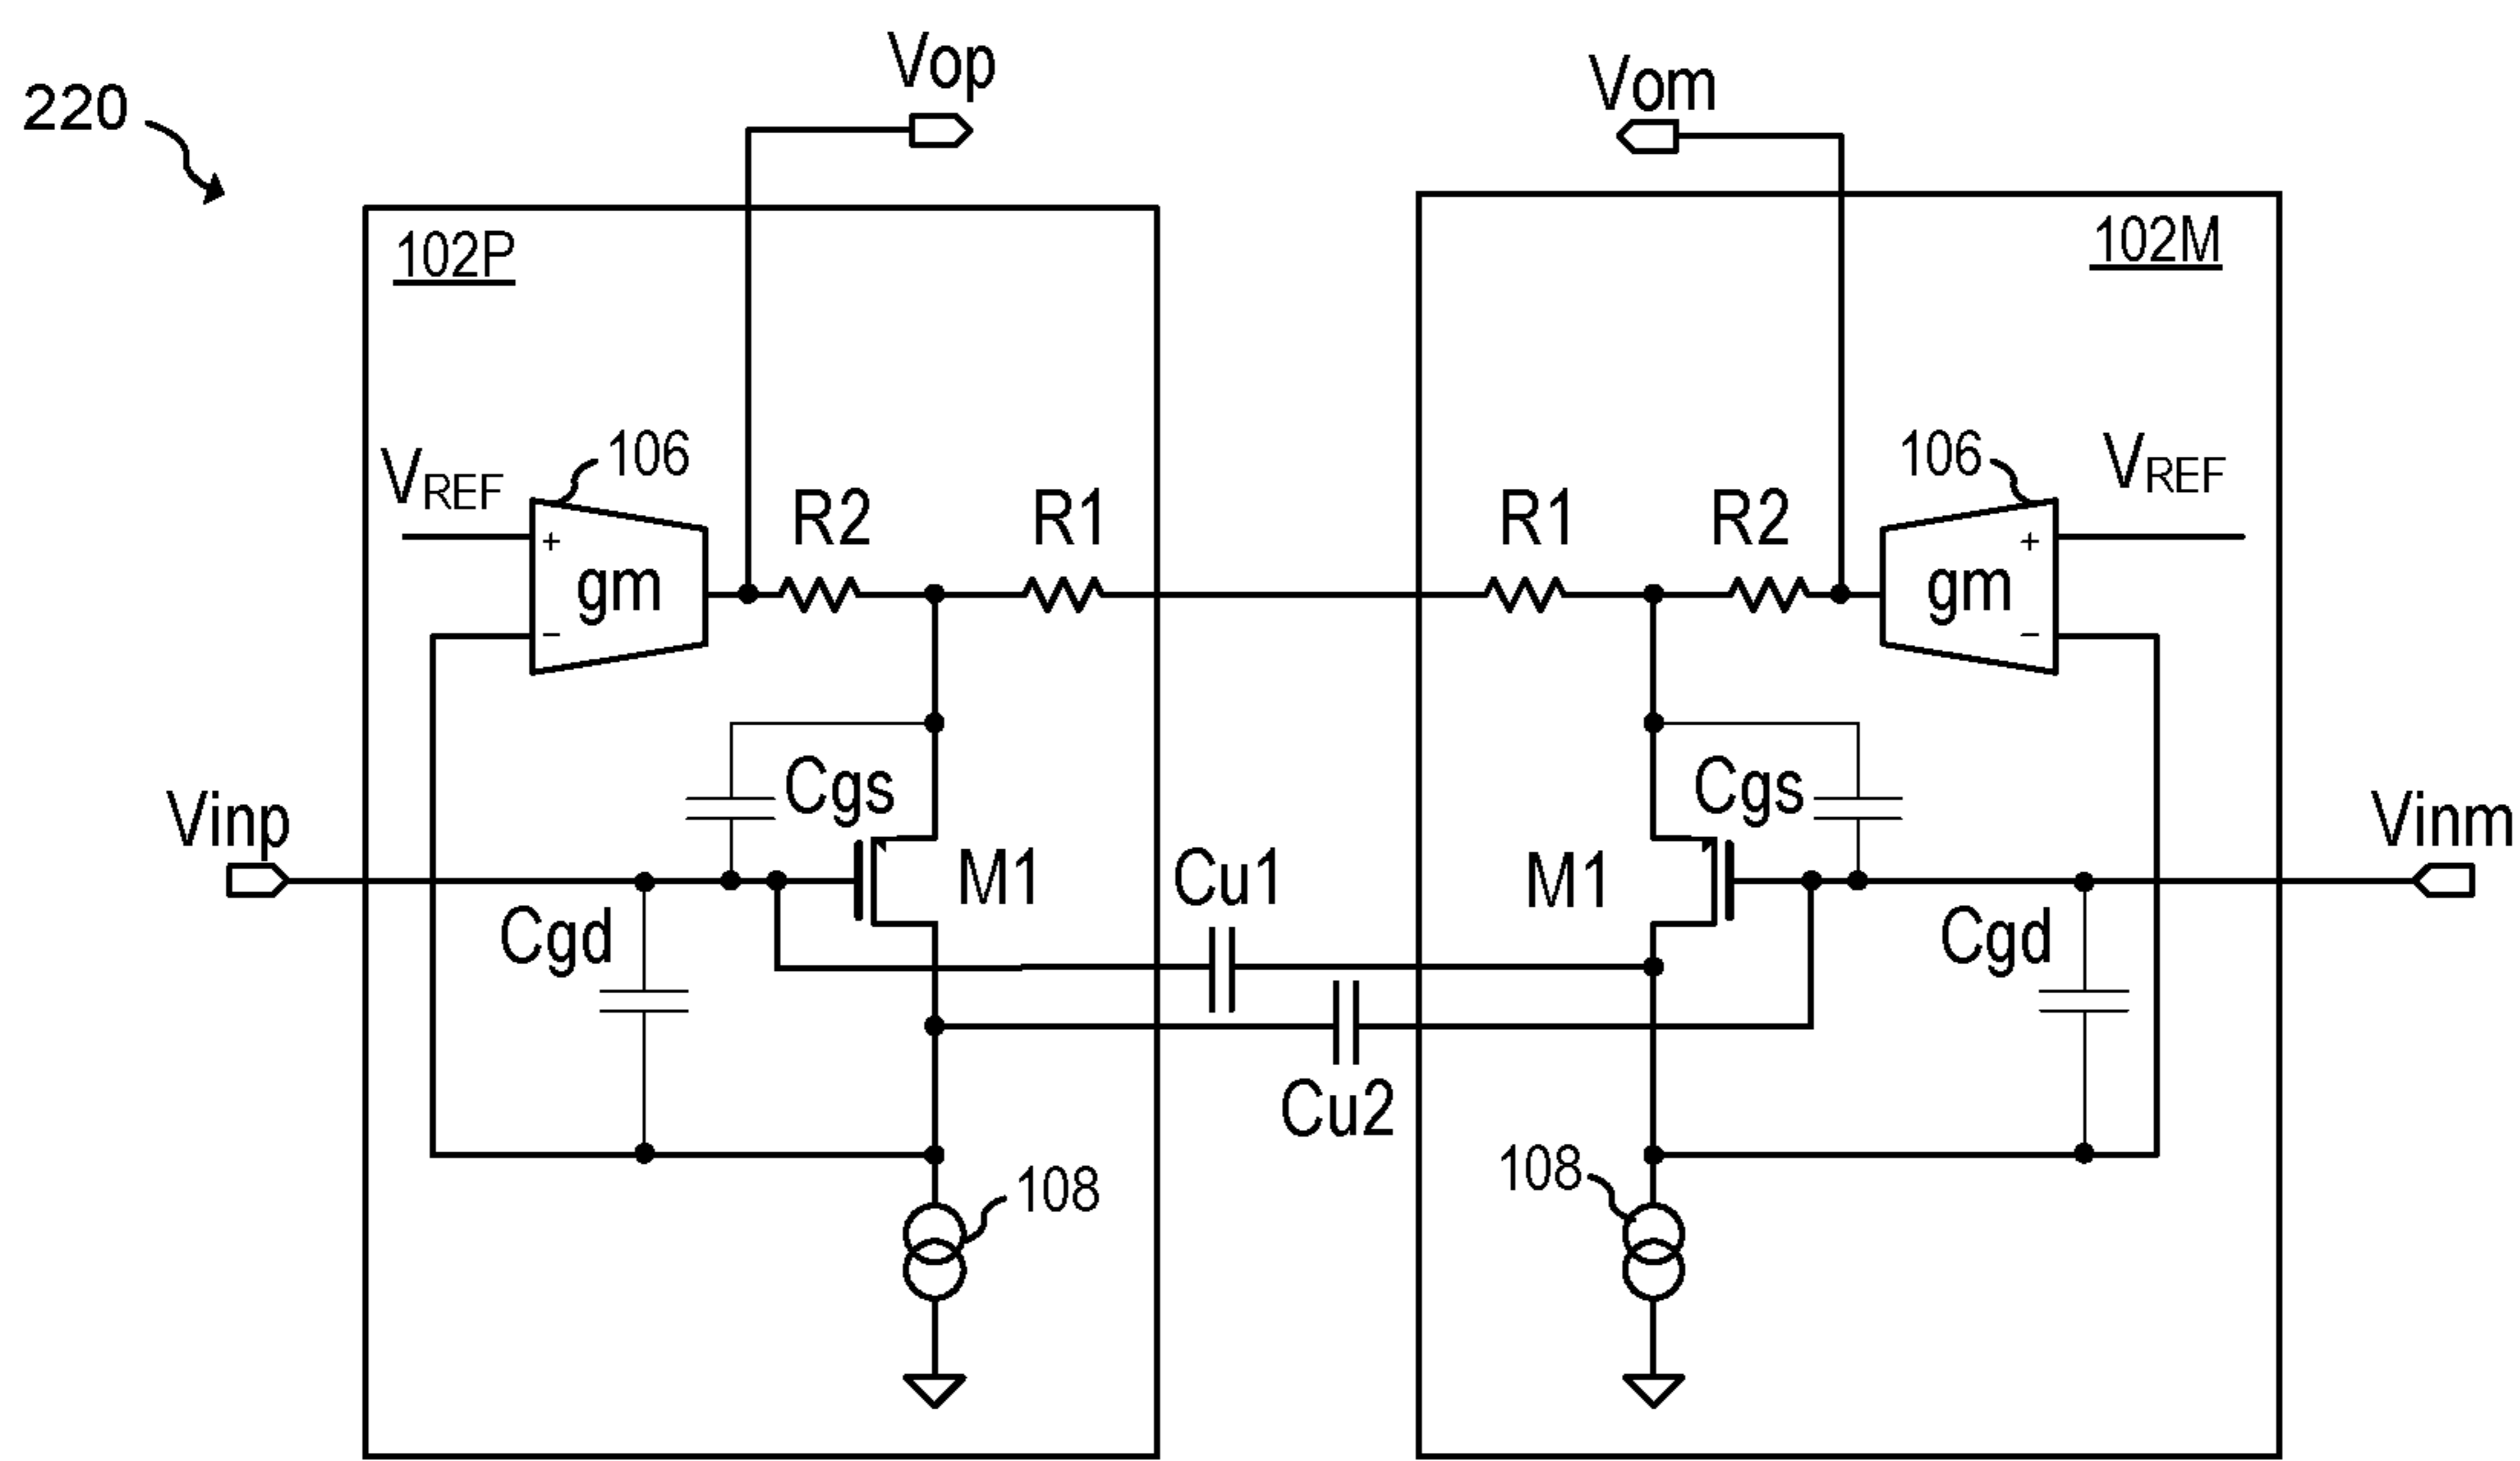 220
Vop
Vom
102P
102M
VREF
106
R2
R1
R1
R2
106
VREF
+
gm
−
+
gm
−
Cgs
Cgs
Vinp
M1
Cu1
M1
Vinm
Cgd
Cgd
Cu2
108
108